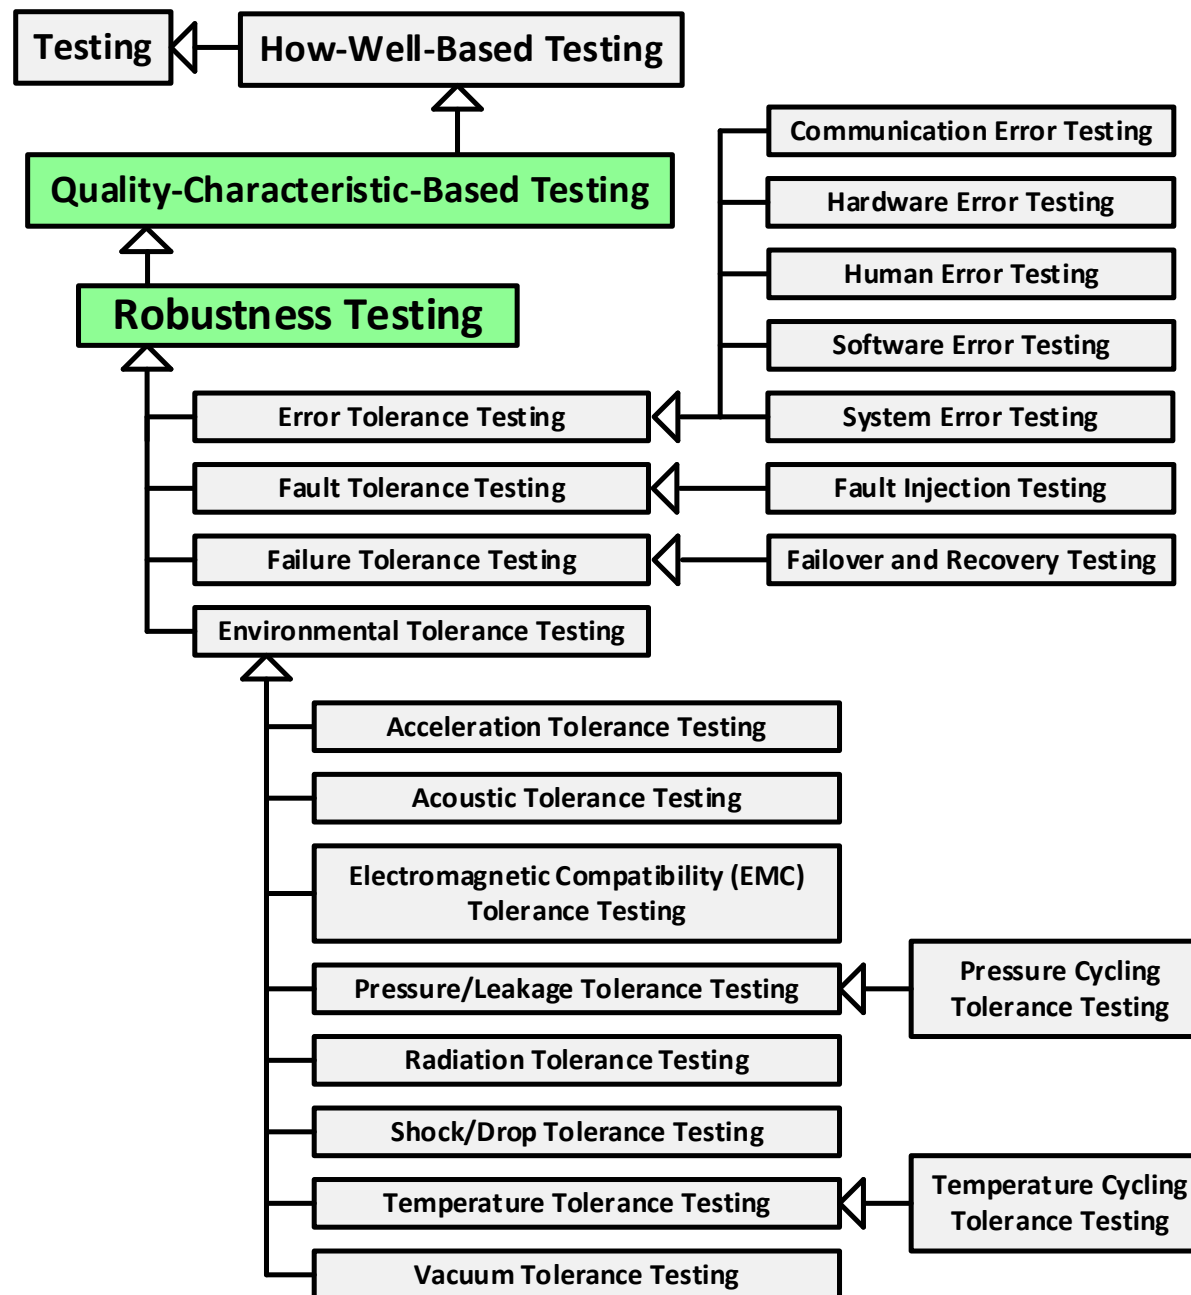 Testing
How-Well-Based Testing
Quality-Characteristic-Based Testing
Robustness Testing
Communication Error Testing
Hardware Error Testing
Human Error Testing
Software Error Testing
Error Tolerance Testing
System Error Testing
Fault Tolerance Testing
Fault Injection Testing
Failure Tolerance Testing
Failover and Recovery Testing
Environmental Tolerance Testing
Acceleration Tolerance Testing
Acoustic Tolerance Testing
Electromagnetic Compatibility (EMC)
Tolerance Testing
Pressure/Leakage Tolerance Testing
Pressure Cycling
Tolerance Testing
Radiation Tolerance Testing
Shock/Drop Tolerance Testing
Temperature Tolerance Testing
Temperature Cycling
Tolerance Testing
Vacuum Tolerance Testing